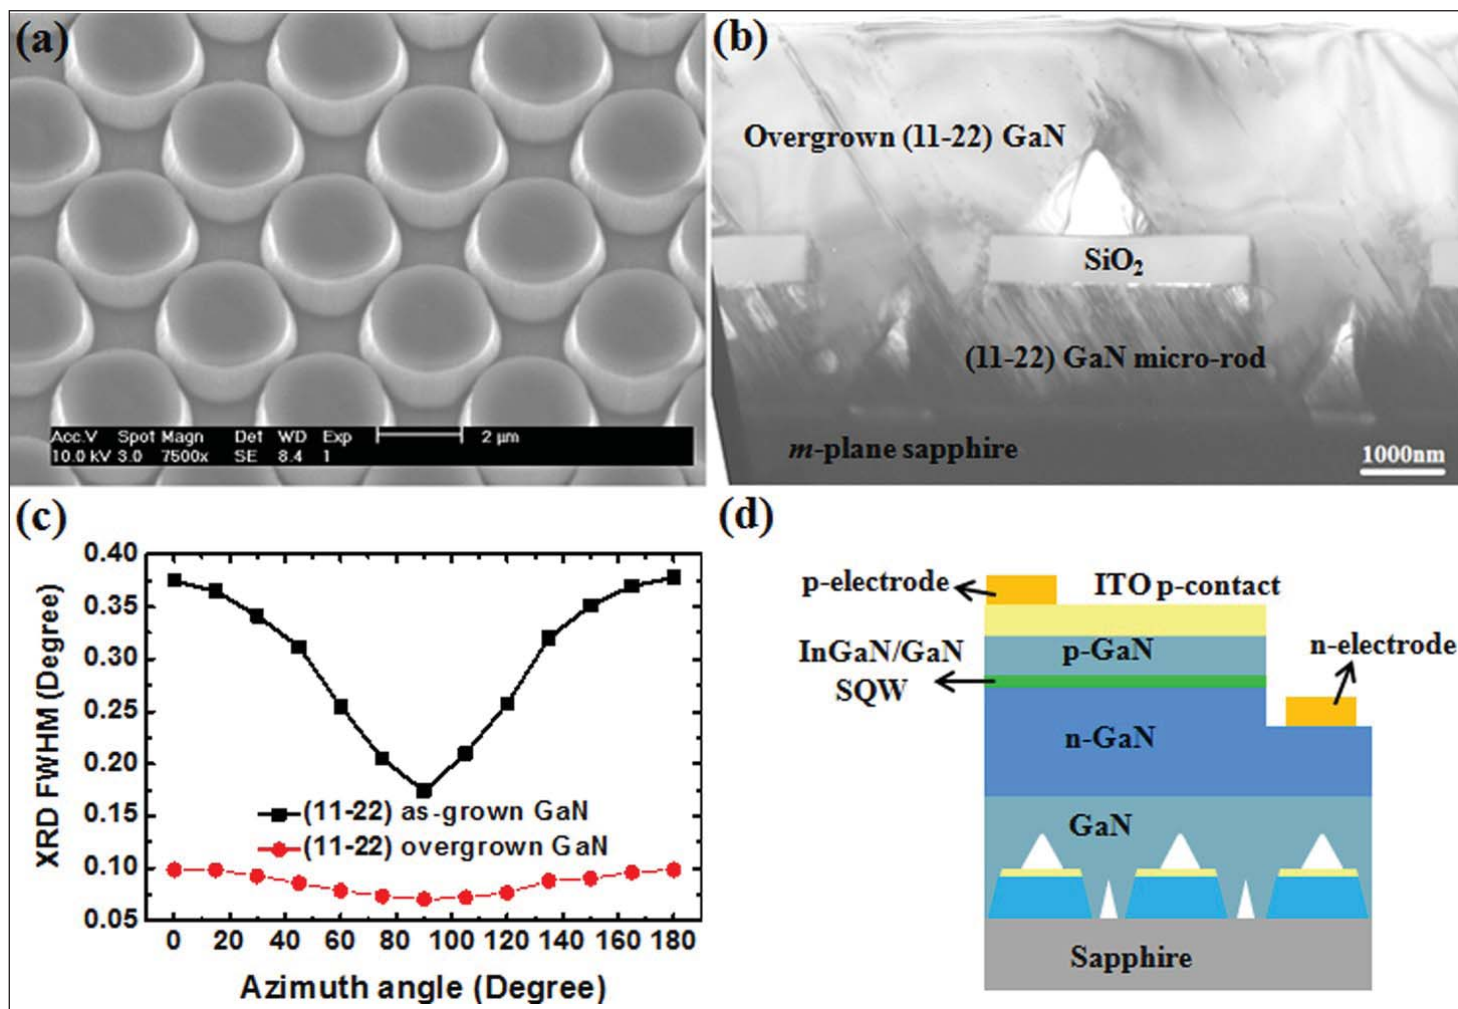 (a)
Acc.V Spot Magn Det WD Exp 2 µm
10.0 kV 3.0 7500x SE 8.4 1
(b)
Overgrown (11-22) GaN
SiO₂
(11-22) GaN micro-rod
m-plane sapphire
1000nm
(c)
XRD FWHM (Degree)
0.40
0.35
0.30
0.25
0.20
0.15
0.10
0.05
(11-22) as-grown GaN
(11-22) overgrown GaN
0 20 40 60 80 100 120 140 160 180
Azimuth angle (Degree)
(d)
p-electrode
ITO p-contact
InGaN/GaN
SQW
p-GaN
n-electrode
n-GaN
GaN
Sapphire